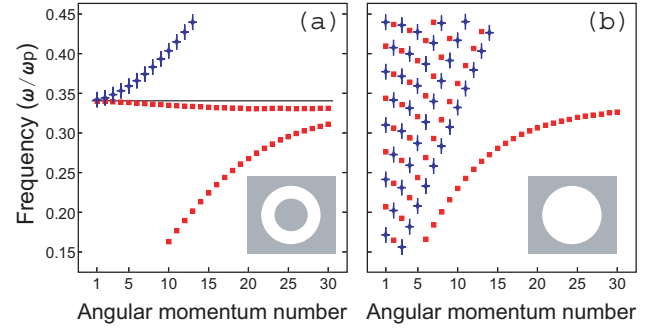 (a)
(b)
Frequency (ω/ωp)
0.45
0.40
0.35
0.30
0.25
0.20
0.15
1 5 10 15 20 25 30
1 5 10 15 20 25 30
Angular momentum number
Angular momentum number